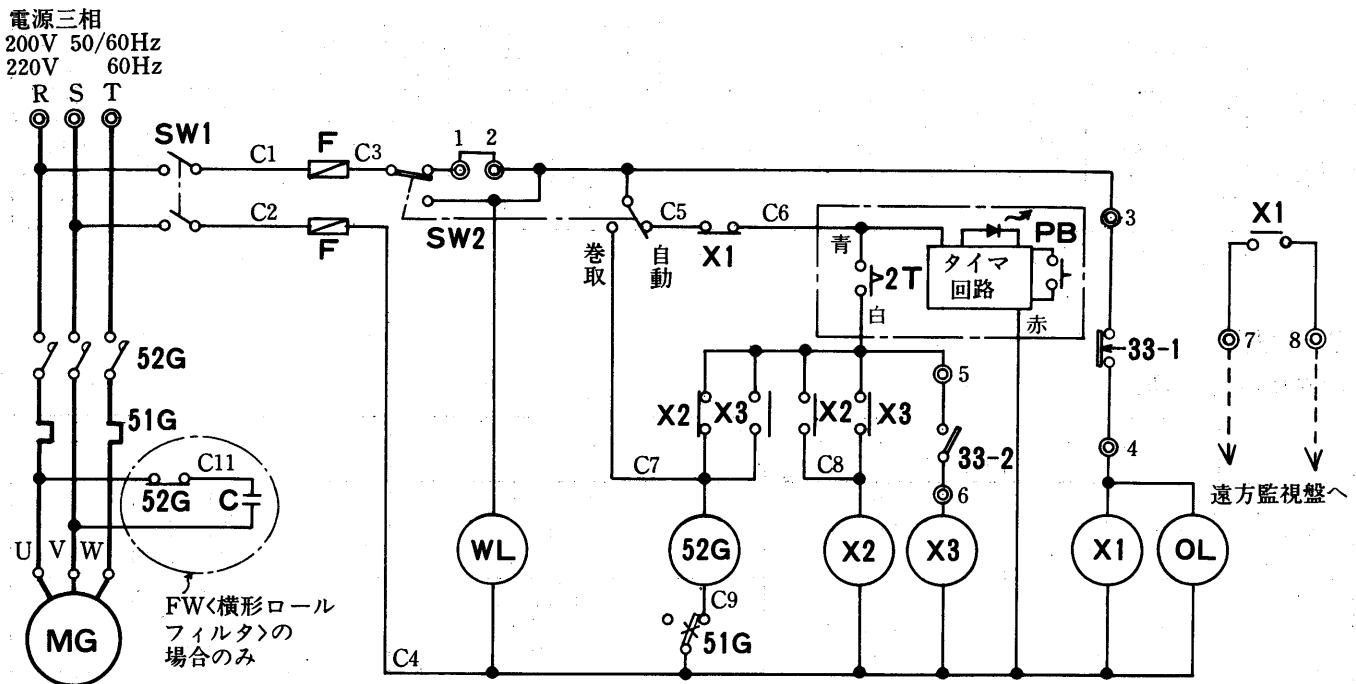 電源三相
200V 50/60Hz
220V 60Hz
R S T
SW1
C1
F
C3
1 2
C2
F
SW2
C5
C6
X1
巻取
自動
青
2T
白
タイマ
回路
PB
赤
3
X1
7
8
33-1
52G
51G
C11
52G
C
X2
X3
X2
X3
5
33-2
6
4
C7
C8
遠方監視盤へ
U V W
WL
52G
X2
X3
X1
OL
MG
FW<横形ロール
フィルタ>の
場合のみ
C9
51G
C4